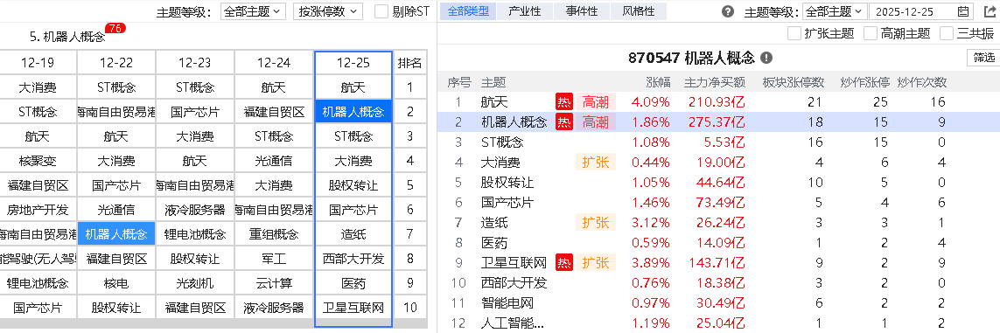 主题等级： 全部主题 按涨停数 剔除ST
5. 机器人概念 76
12-19 12-22 12-23 12-24 12-25 排名
大消费 ST概念 ST概念 航天 航天 1
ST概念 海南自由贸易港 国产芯片 福建自贸区 机器人概念 2
航天 航天 大消费 ST概念 ST概念 3
核聚变 大消费 航天 光通信 大消费 4
福建自贸区 国产芯片 海南自由贸易港 大消费 股权转让 5
房地产开发 光通信 液冷服务器 海南自由贸易港 国产芯片 6
海南自由贸易港 机器人概念 锂电池概念 重组概念 造纸 7
能驾驶(无人驾驶 福建自贸区 股权转让 军工 西部大开发 8
锂电池概念 核电 光刻机 云计算 医药 9
国产芯片 股权转让 福建自贸区 液冷服务器 卫星互联网 10
全部类型 产业性 事件性 风格性 ? 主题等级： 全部主题 2025-12-25
扩张主题 高潮主题 三共振
870547 机器人概念 筛选
序号 主题 涨幅 主力净买额 板块涨停数 炒作涨停 炒作次数
1 航天 热 高潮 4.09% 210.93亿 21 25 16
2 机器人概念 热 高潮 1.86% 275.37亿 18 15 9
3 ST概念 1.08% 5.53亿 16 15 0
4 大消费 扩张 0.44% 19.00亿 4 6 4
5 股权转让 1.05% 44.64亿 10 5 0
6 国产芯片 1.46% 73.49亿 5 4 6
7 造纸 扩张 3.12% 26.24亿 3 3 1
8 医药 0.59% 14.09亿 1 2 4
9 卫星互联网 热 扩张 3.89% 143.71亿 9 2 9
10 西部大开发 0.76% 18.38亿 3 2 0
11 智能电网 0.97% 30.49亿 6 2 2
12 人工智能... 1.19% 25.04亿 1 1 2